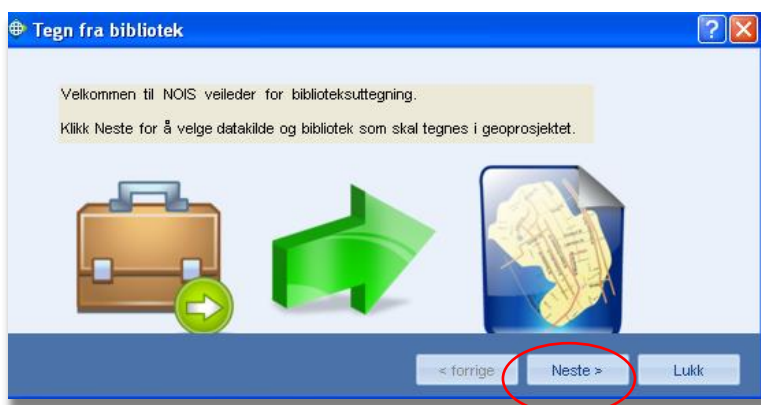 Tegn fra bibliotek
Velkommen til NOIS veileder for biblioteksuttegning.
Klikk Neste for å velge datakilde og bibliotek som skal tegnes i geoprosjektet.
< forrige Neste > Lukk